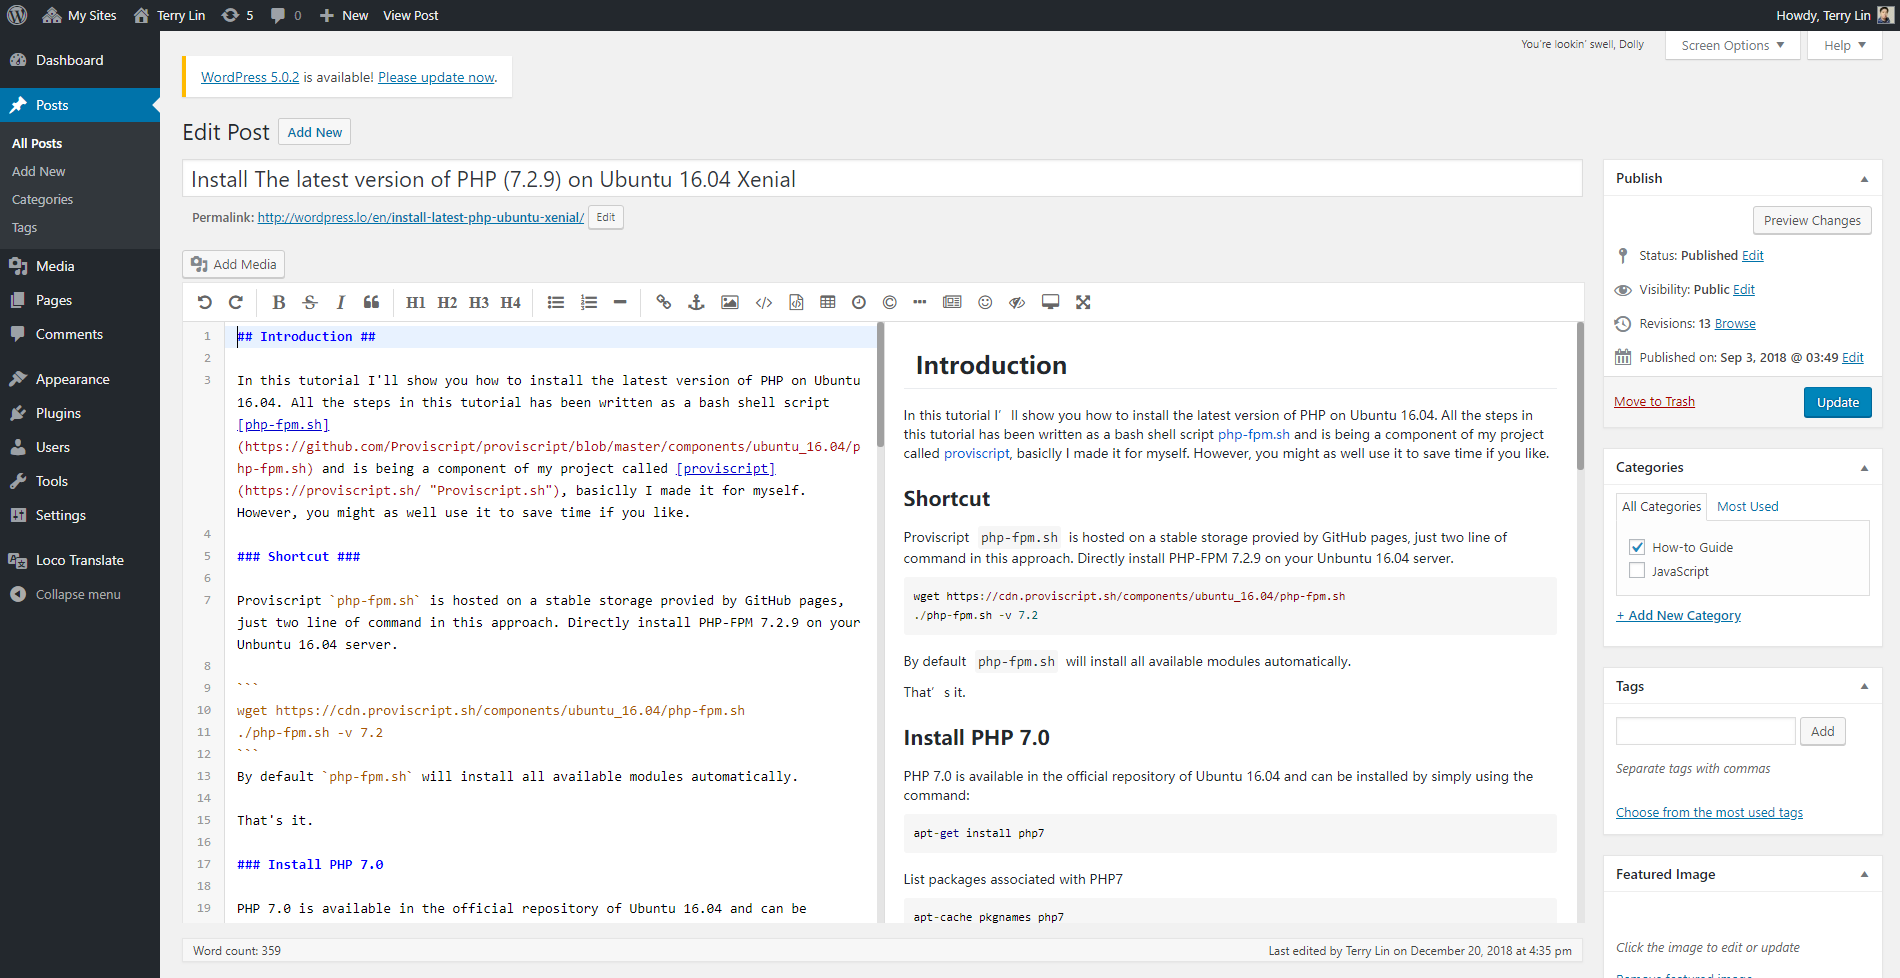 My Sites Terry Lin 5 0 New View Post Howdy, Terry Lin
You're lookin' swell, Dolly Screen Options Help
Dashboard
Posts
All Posts
Add New
Categories
Tags
Media
Pages
Comments
Appearance
Plugins
Users
Tools
Settings
Loco Translate
Collapse menu
WordPress 5.0.2 is available! Please update now.
Edit Post Add New
Install The latest version of PHP (7.2.9) on Ubuntu 16.04 Xenial
Permalink: http://wordpress.lo/en/install-latest-php-ubuntu-xenial/ Edit
Add Media
B S I H1 H2 H3 H4
1 ## Introduction ##
2
3 In this tutorial I'll show you how to install the latest version of PHP on Ubuntu
16.04. All the steps in this tutorial has been written as a bash shell script
[php-fpm.sh]
(https://github.com/Proviscript/proviscript/blob/master/components/ubuntu_16.04/p
hp-fpm.sh) and is being a component of my project called [proviscript]
(https://proviscript.sh/ "Proviscript.sh"), basiclly I made it for myself.
However, you might as well use it to save time if you like.
4
5 ### Shortcut ###
6
7 Proviscript `php-fpm.sh` is hosted on a stable storage provied by GitHub pages,
just two line of command in this approach. Directly install PHP-FPM 7.2.9 on your
Unbuntu 16.04 server.
8
9 ```
10 wget https://cdn.proviscript.sh/components/ubuntu_16.04/php-fpm.sh
11 ./php-fpm.sh -v 7.2
12 ```
13 By default `php-fpm.sh` will install all available modules automatically.
14
15 That's it.
16
17 ### Install PHP 7.0
18
19 PHP 7.0 is available in the official repository of Ubuntu 16.04 and can be
Introduction
In this tutorial I'll show you how to install the latest version of PHP on Ubuntu 16.04. All the steps in
this tutorial has been written as a bash shell script php-fpm.sh and is being a component of my project
called proviscript, basiclly I made it for myself. However, you might as well use it to save time if you like.
Shortcut
Proviscript php-fpm.sh is hosted on a stable storage provied by GitHub pages, just two line of
command in this approach. Directly install PHP-FPM 7.2.9 on your Unbuntu 16.04 server.
wget https://cdn.proviscript.sh/components/ubuntu_16.04/php-fpm.sh
./php-fpm.sh -v 7.2
By default php-fpm.sh will install all available modules automatically.
That's it.
Install PHP 7.0
PHP 7.0 is available in the official repository of Ubuntu 16.04 and can be installed by simply using the
command:
apt-get install php7
List packages associated with PHP7
apt-cache pkgnames php7
Word count: 359 Last edited by Terry Lin on December 20, 2018 at 4:35 pm
Publish
Preview Changes
Status: Published Edit
Visibility: Public Edit
Revisions: 13 Browse
Published on: Sep 3, 2018 @ 03:49 Edit
Move to Trash Update
Categories
All Categories Most Used
How-to Guide
JavaScript
+ Add New Category
Tags
Add
Separate tags with commas
Choose from the most used tags
Featured Image
Click the image to edit or update
Remove featured image